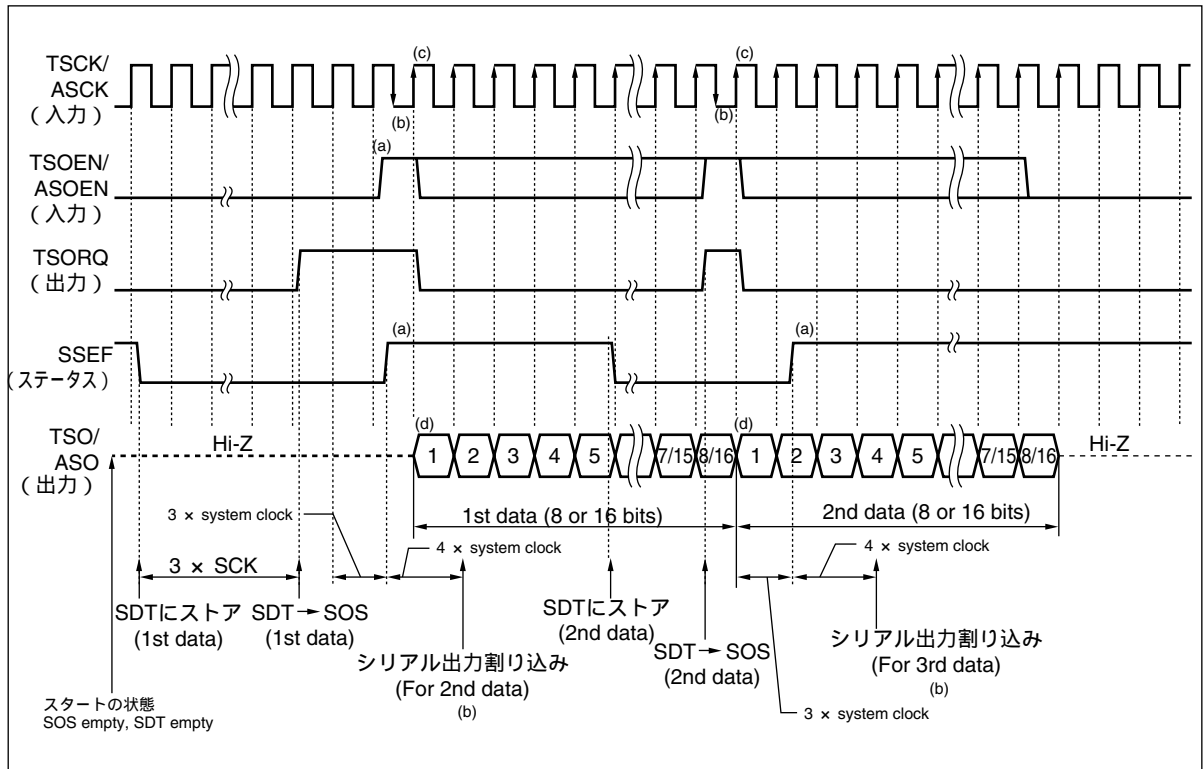 TSCK/
ASCK
(入力)
(c)
(c)
(b)
(b)
TSOEN/
ASOEN
(入力)
(a)
TSORQ
(出力)
SSEF
(ステータス)
(a)
(a)
TSO/
ASO
(出力)
Hi-Z
(d)
1
2
3
4
5
7/15
8/16
(d)
1
2
3
4
5
7/15
8/16
Hi-Z
1st data (8 or 16 bits)
2nd data (8 or 16 bits)
3 × system clock
4 × system clock
4 × system clock
3 × SCK
SDTにストア
(1st data)
SDT→SOS
(1st data)
SDTにストア
(2nd data)
シリアル出力割り込み
(For 2nd data)
(b)
SDT→SOS
(2nd data)
シリアル出力割り込み
(For 3rd data)
(b)
3 × system clock
スタートの状態
SOS empty, SDT empty